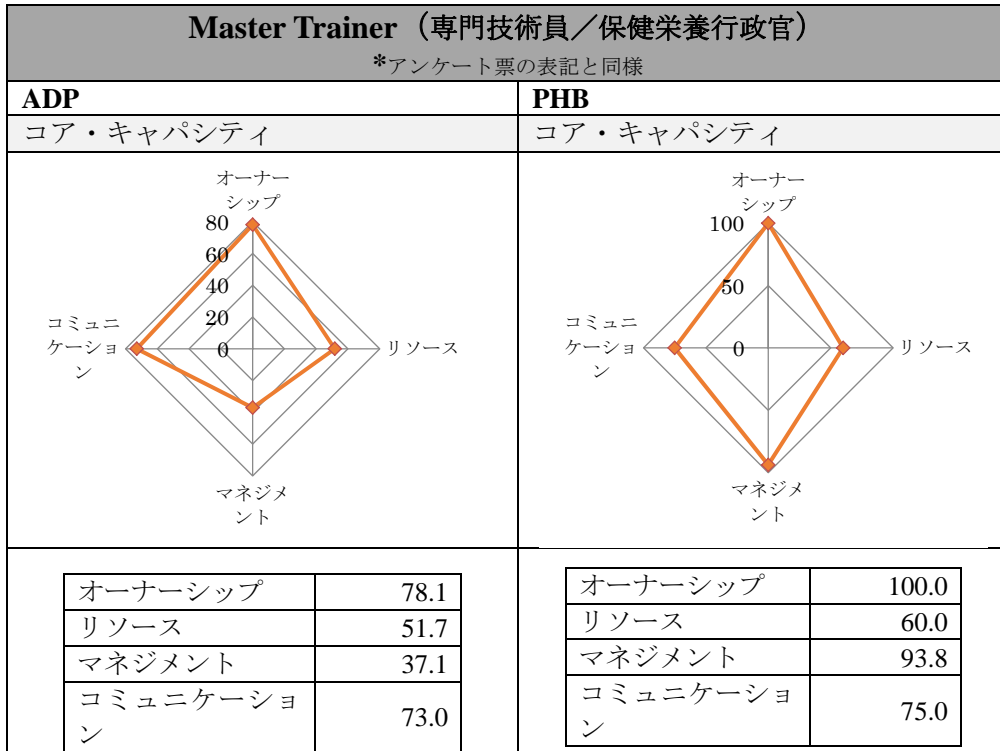 Master Trainer（専門技術員／保健栄養行政官）
*アンケート票の表記と同様
ADP
PHB
コア・キャパシティ
コア・キャパシティ
オーナー
シップ
80
60
40
20
0
コミュニ
ケーショ
ン
リソース
マネジメ
ント
オーナー
シップ
100
50
0
コミュニ
ケーショ
ン
リソース
マネジメ
ント
オーナーシップ 78.1
リソース 51.7
マネジメント 37.1
コミュニケーショ
ン 73.0
オーナーシップ 100.0
リソース 60.0
マネジメント 93.8
コミュニケーショ
ン 75.0